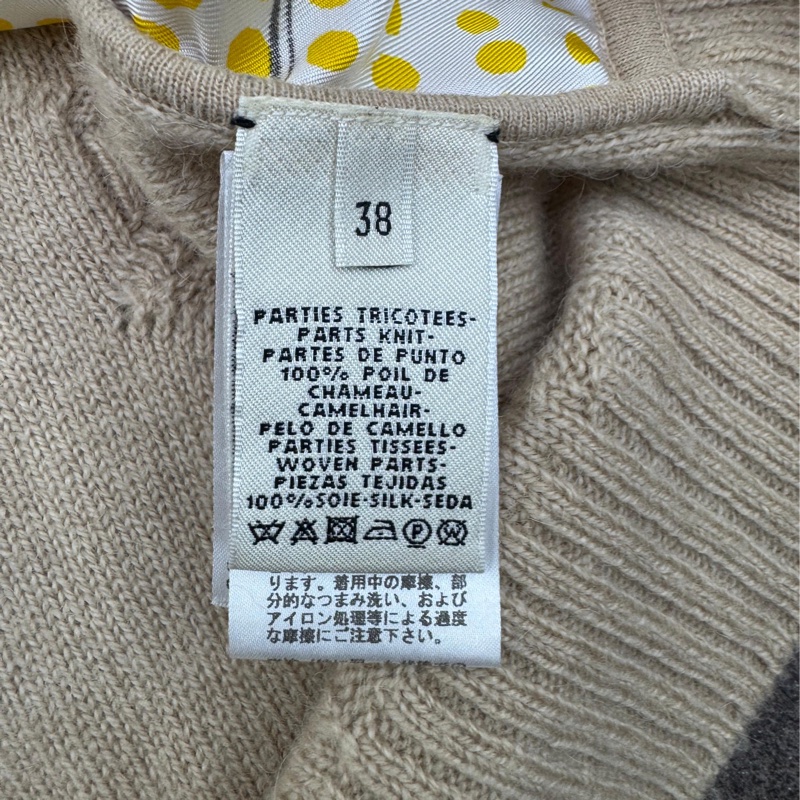 38
PARTIES TRICOTEES-
PARTS KNIT-
PARTES DE PUNTO
100% POIL DE
CHAMEAU-
CAMELHAIR-
PELO DE CAMELLO
PARTIES TISSEES-
WOVEN PARTS-
PIEZAS TEJIDAS
100%SOIE-SILK-SEDA
P W
ります。着用中の摩擦、部
分的なつまみ洗い、および
アイロン処理等による過度
な摩擦にご注意下さい。